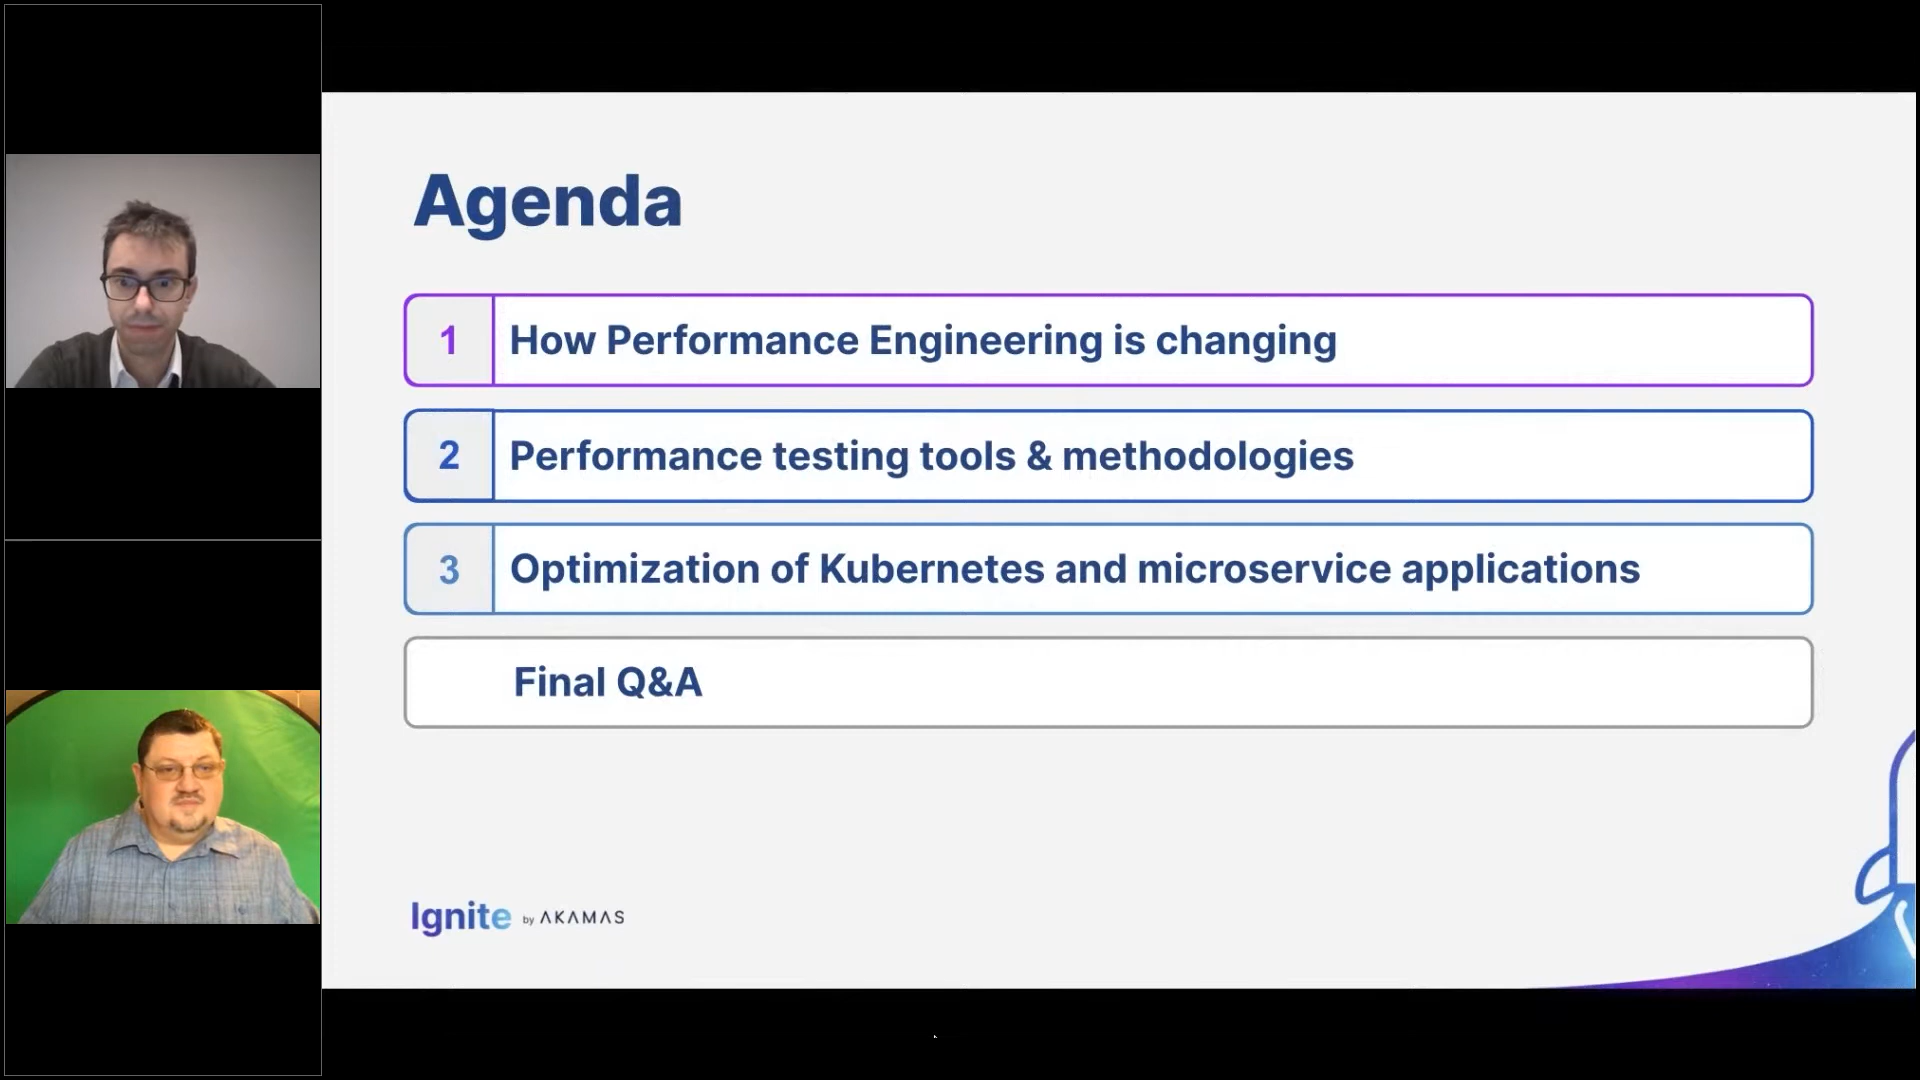 Agenda
1 How Performance Engineering is changing
2 Performance testing tools & methodologies
3 Optimization of Kubernetes and microservice applications
Final Q&A
Ignite by AKAMAS